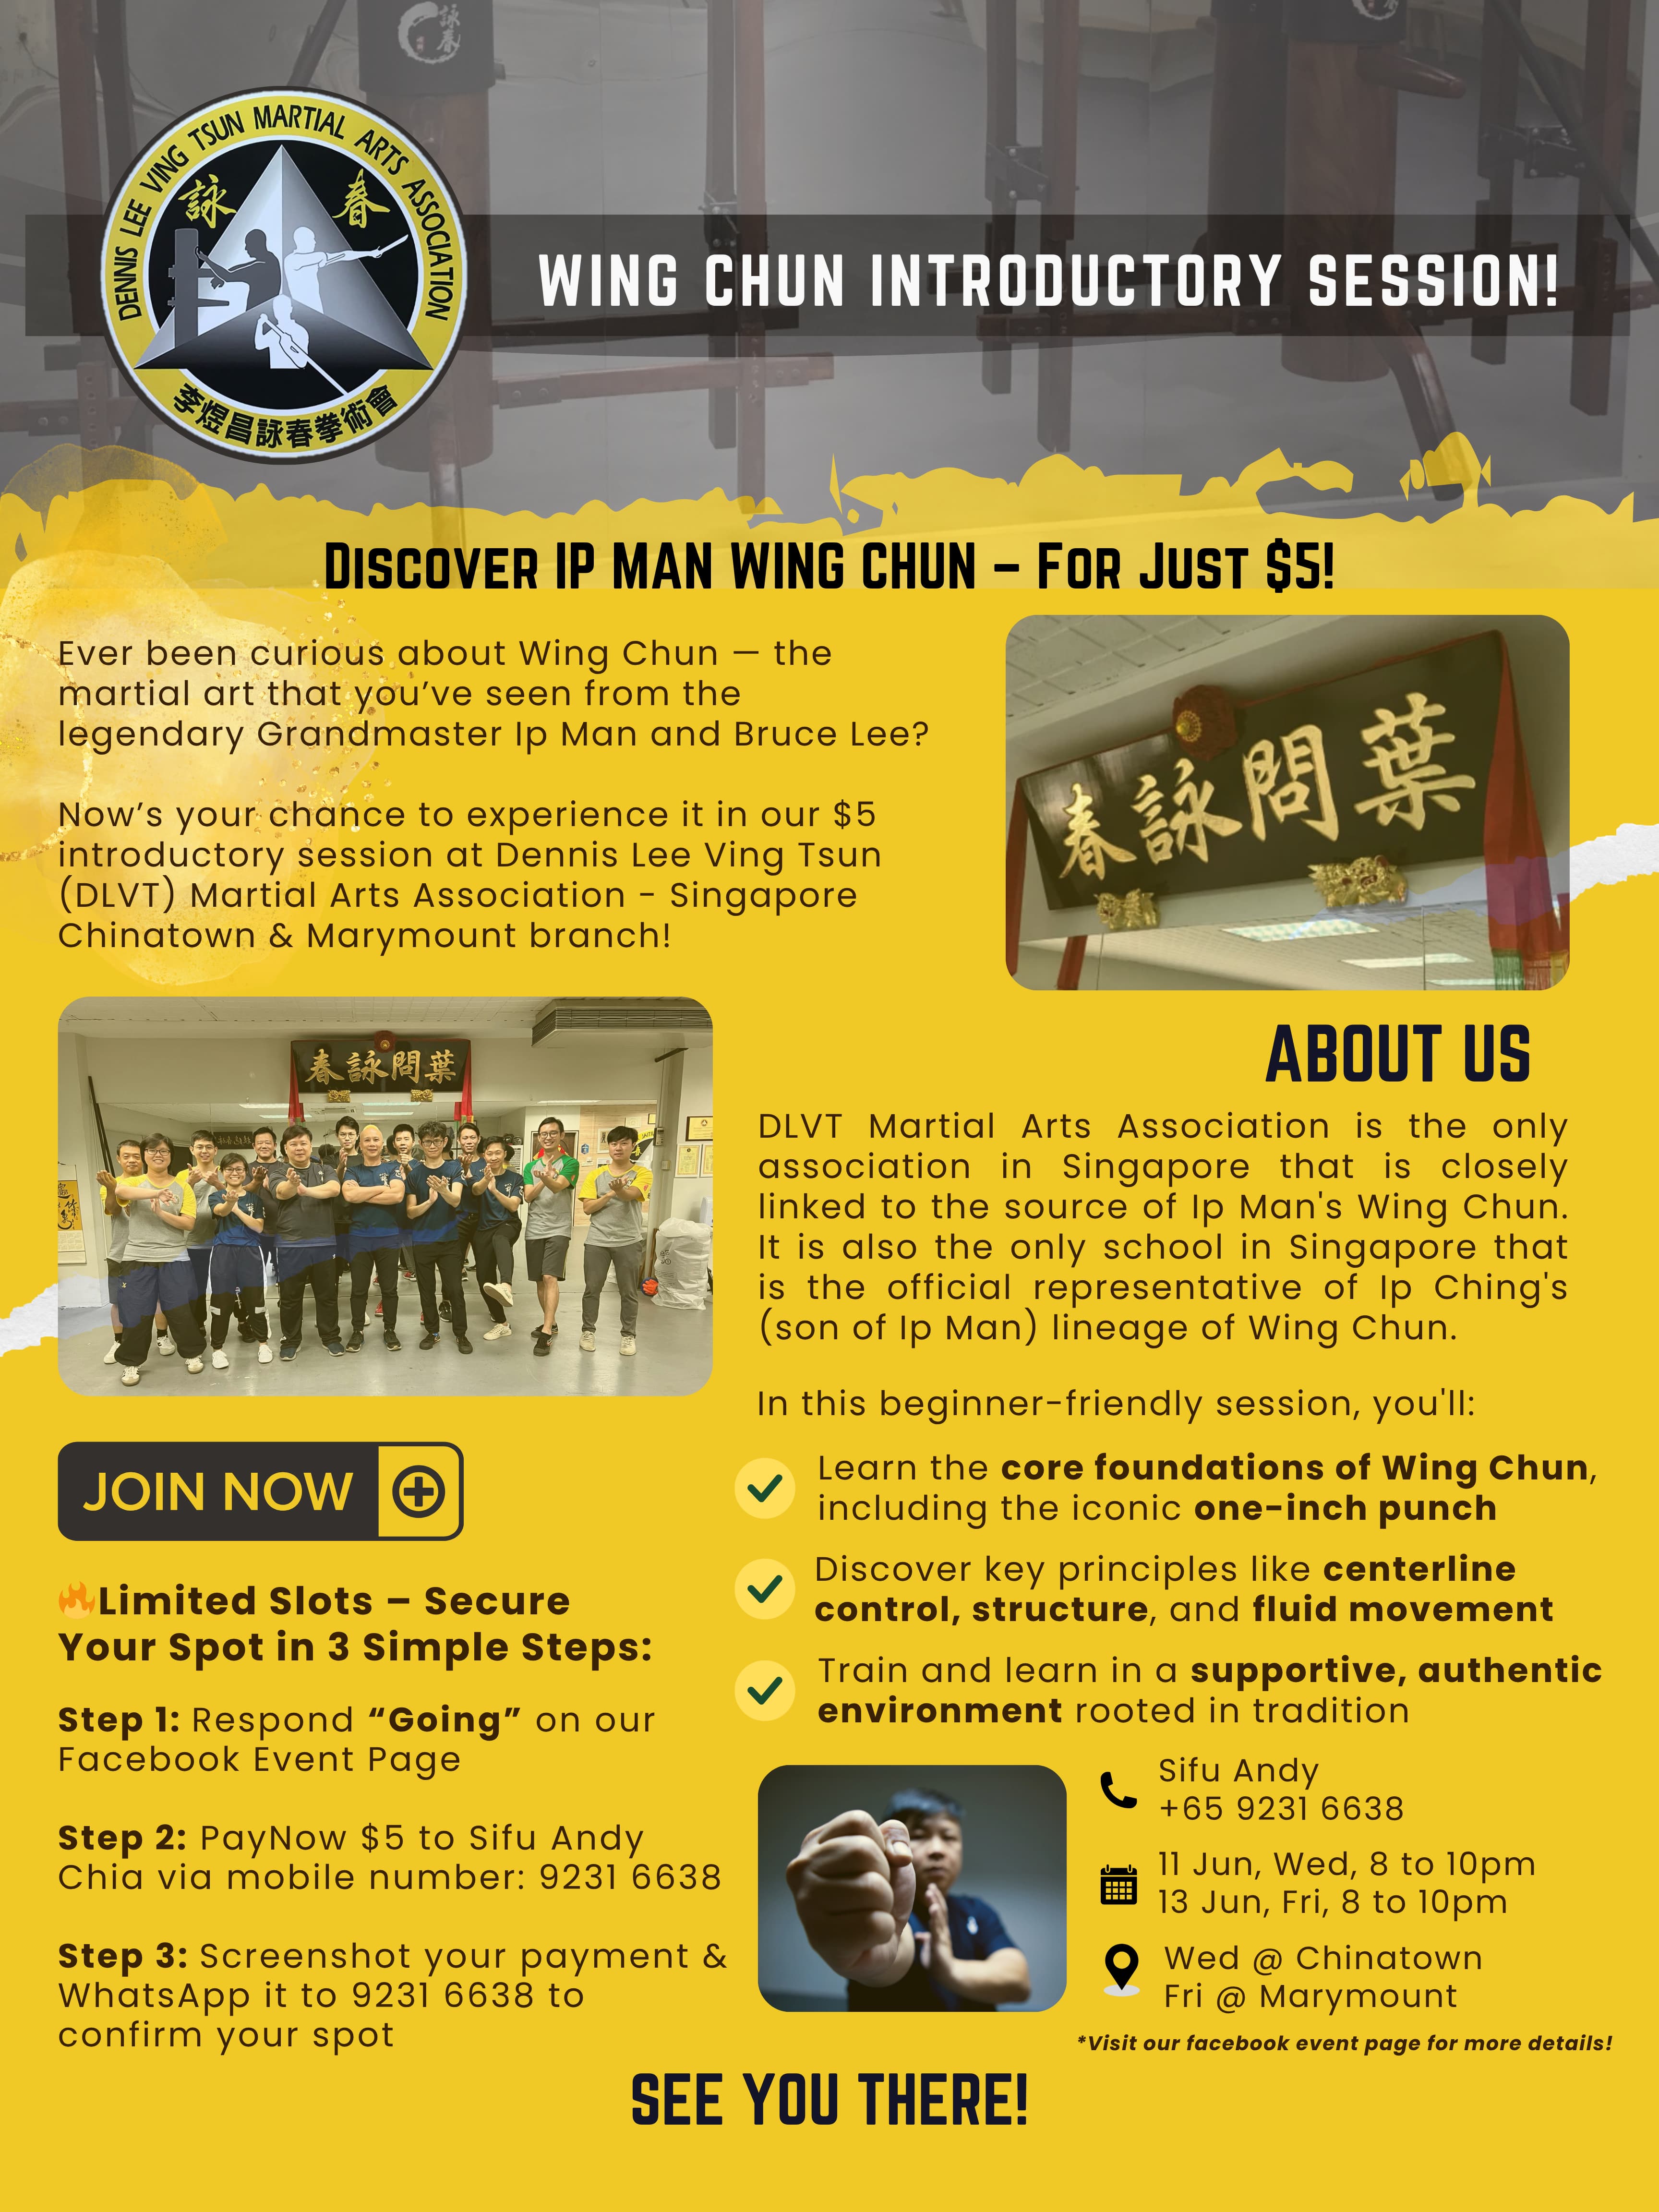 DENNIS LEE VING TSUN MARTIAL ARTS ASSOCIATION
詠 春
李煜昌詠春拳術會
WING CHUN INTRODUCTORY SESSION!
DISCOVER IP MAN WING CHUN – FOR JUST $5!
Ever been curious about Wing Chun — the
martial art that you’ve seen from the
legendary Grandmaster Ip Man and Bruce Lee?
Now’s your chance to experience it in our $5
introductory session at Dennis Lee Ving Tsun
(DLVT) Martial Arts Association - Singapore
Chinatown & Marymount branch!
春詠問葉
春詠問葉
ABOUT US
DLVT Martial Arts Association is the only
association in Singapore that is closely
linked to the source of Ip Man's Wing Chun.
It is also the only school in Singapore that
is the official representative of Ip Ching's
(son of Ip Man) lineage of Wing Chun.
In this beginner-friendly session, you'll:
Learn the core foundations of Wing Chun,
including the iconic one-inch punch
Discover key principles like centerline
control, structure, and fluid movement
Train and learn in a supportive, authentic
environment rooted in tradition
JOIN NOW
🔥Limited Slots – Secure
Your Spot in 3 Simple Steps:
Step 1: Respond “Going” on our
Facebook Event Page
Step 2: PayNow $5 to Sifu Andy
Chia via mobile number: 9231 6638
Step 3: Screenshot your payment &
WhatsApp it to 9231 6638 to
confirm your spot
Sifu Andy
+65 9231 6638
11 Jun, Wed, 8 to 10pm
13 Jun, Fri, 8 to 10pm
Wed @ Chinatown
Fri @ Marymount
*Visit our facebook event page for more details!
SEE YOU THERE!